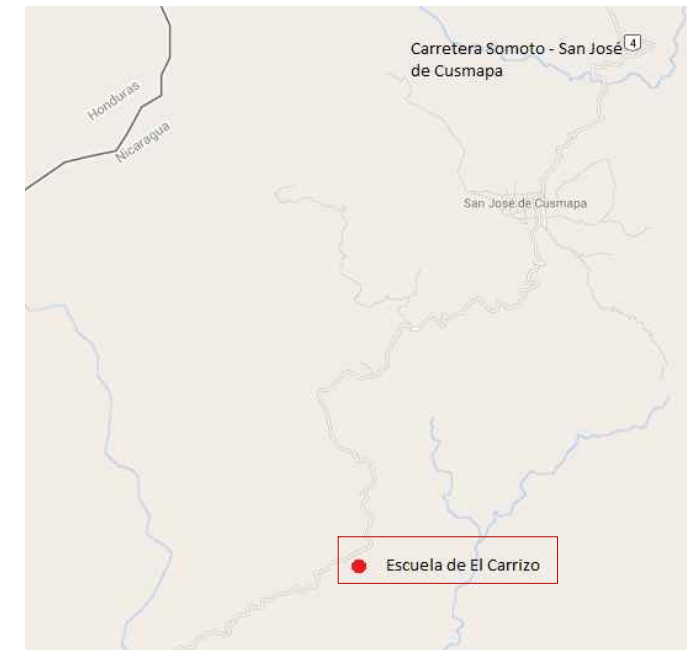 Carretera Somoto - San José
de Cusmapa
4
Honduras
Nicaragua
San José de Cusmapa
Escuela de El Carrizo